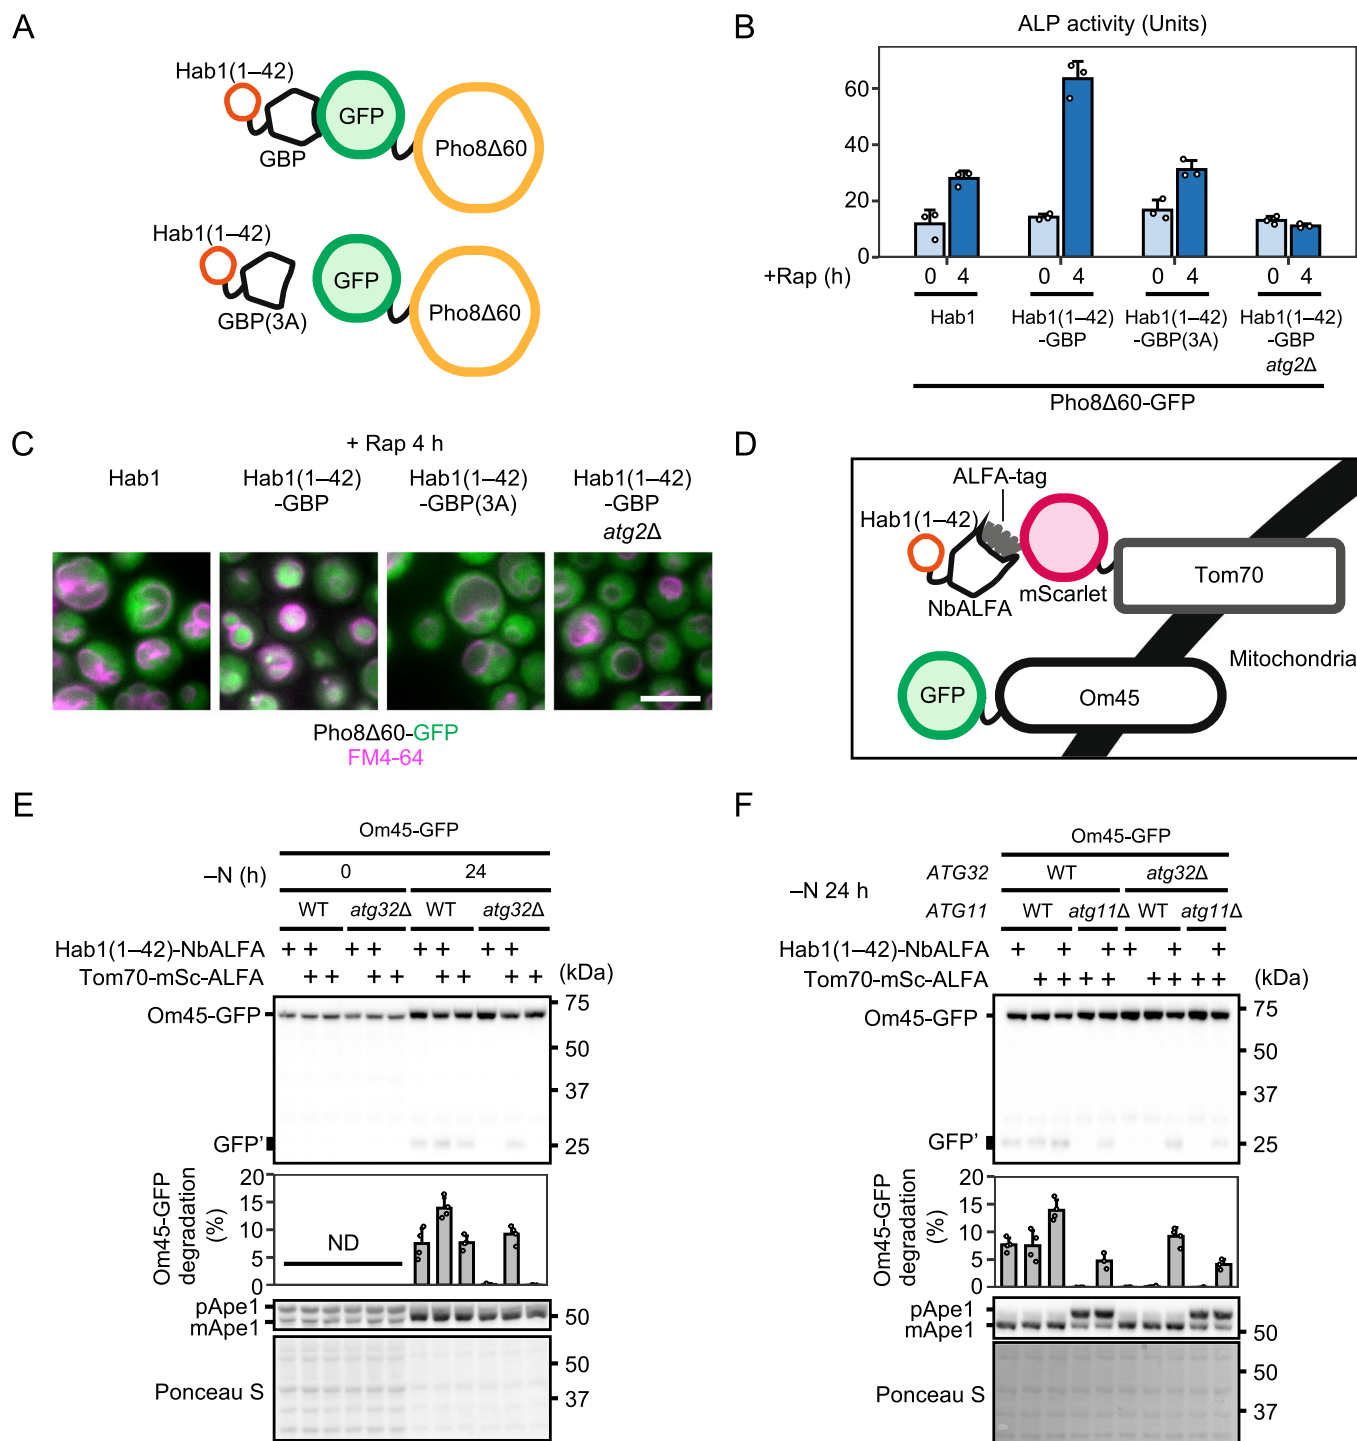 A
Hab1(1–42)
GFP
Pho8Δ60
GBP
Hab1(1–42)
GFP
Pho8Δ60
GBP(3A)
B
ALP activity (Units)
60
40
20
0
+Rap (h)
0 4 0 4 0 4 0 4
Hab1 Hab1(1–42) Hab1(1–42) Hab1(1–42)
-GBP -GBP(3A) -GBP
atg2Δ
Pho8Δ60-GFP
C
+ Rap 4 h
Hab1 Hab1(1–42) Hab1(1–42) Hab1(1–42)
-GBP -GBP(3A) -GBP
atg2Δ
Pho8Δ60-GFP
FM4-64
D
ALFA-tag
Hab1(1–42)
Tom70
mScarlet
NbALFA
Mitochondria
GFP
Om45
E
Om45-GFP
–N (h) 0 24
WT atg32Δ WT atg32Δ
Hab1(1–42)-NbALFA + + + + + + + +
Tom70-mSc-ALFA + + + + + + + + (kDa)
Om45-GFP
75
50
37
GFP'
25
Om45-GFP
degradation
(%)
20
15
10
5
0
ND
pApe1
mApe1
50
Ponceau S
50
37
F
Om45-GFP
ATG32 WT atg32Δ
–N 24 h
ATG11 WT atg11Δ WT atg11Δ
Hab1(1–42)-NbALFA + + + + + +
Tom70-mSc-ALFA + + + + + + + + (kDa)
Om45-GFP
75
50
37
GFP'
25
Om45-GFP
degradation
(%)
20
15
10
5
0
pApe1
mApe1
50
Ponceau S
50
37